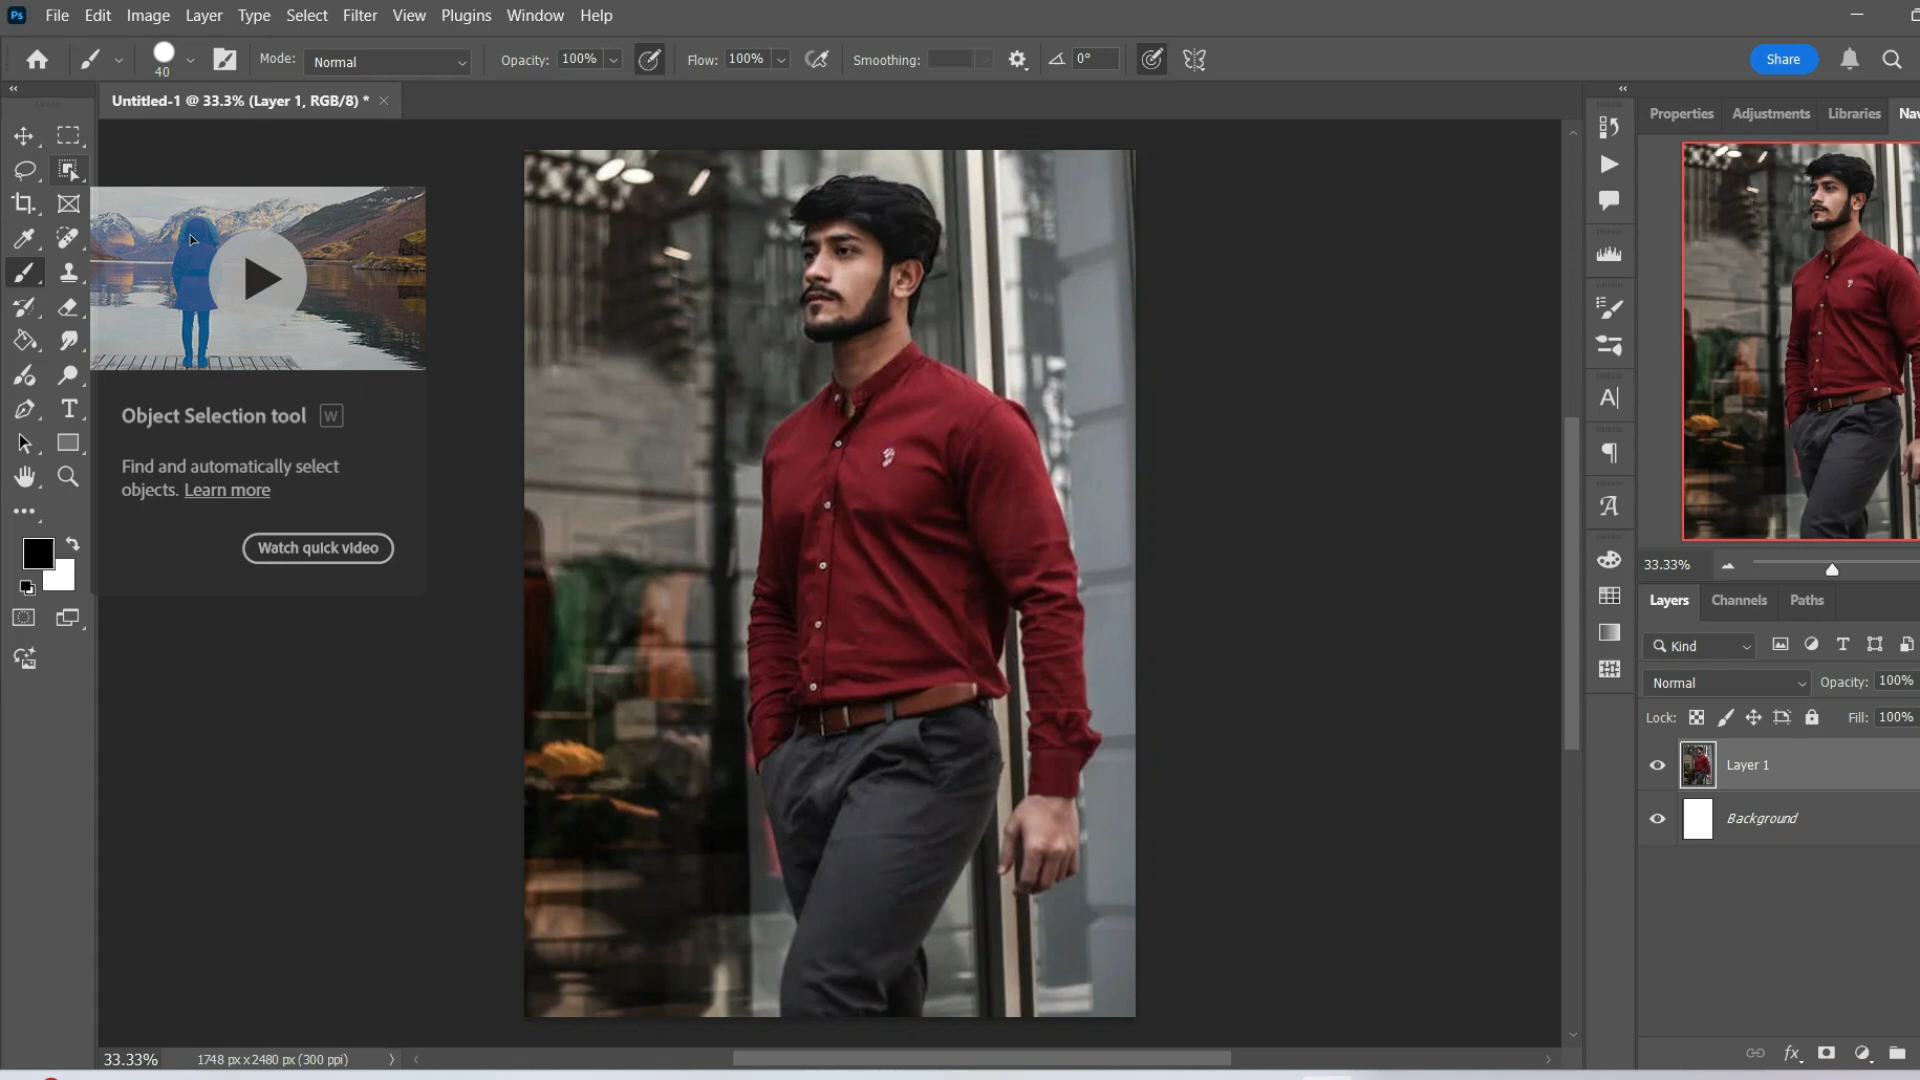 Ps File Edit Image Layer Type Select Filter View Plugins Window Help
40 Mode: Normal Opacity: 100% Flow: 100% Smoothing: 0° Share
Untitled-1 @ 33.3% (Layer 1, RGB/8) *
Properties Adjustments Libraries Nav
Object Selection tool W
Find and automatically select
objects. Learn more
Watch quick video
33.33%
Layers Channels Paths
Kind
Normal Opacity: 100%
Lock: Fill: 100%
Layer 1
Background
fx
33.33% 1748 px x 2480 px (300 ppi)